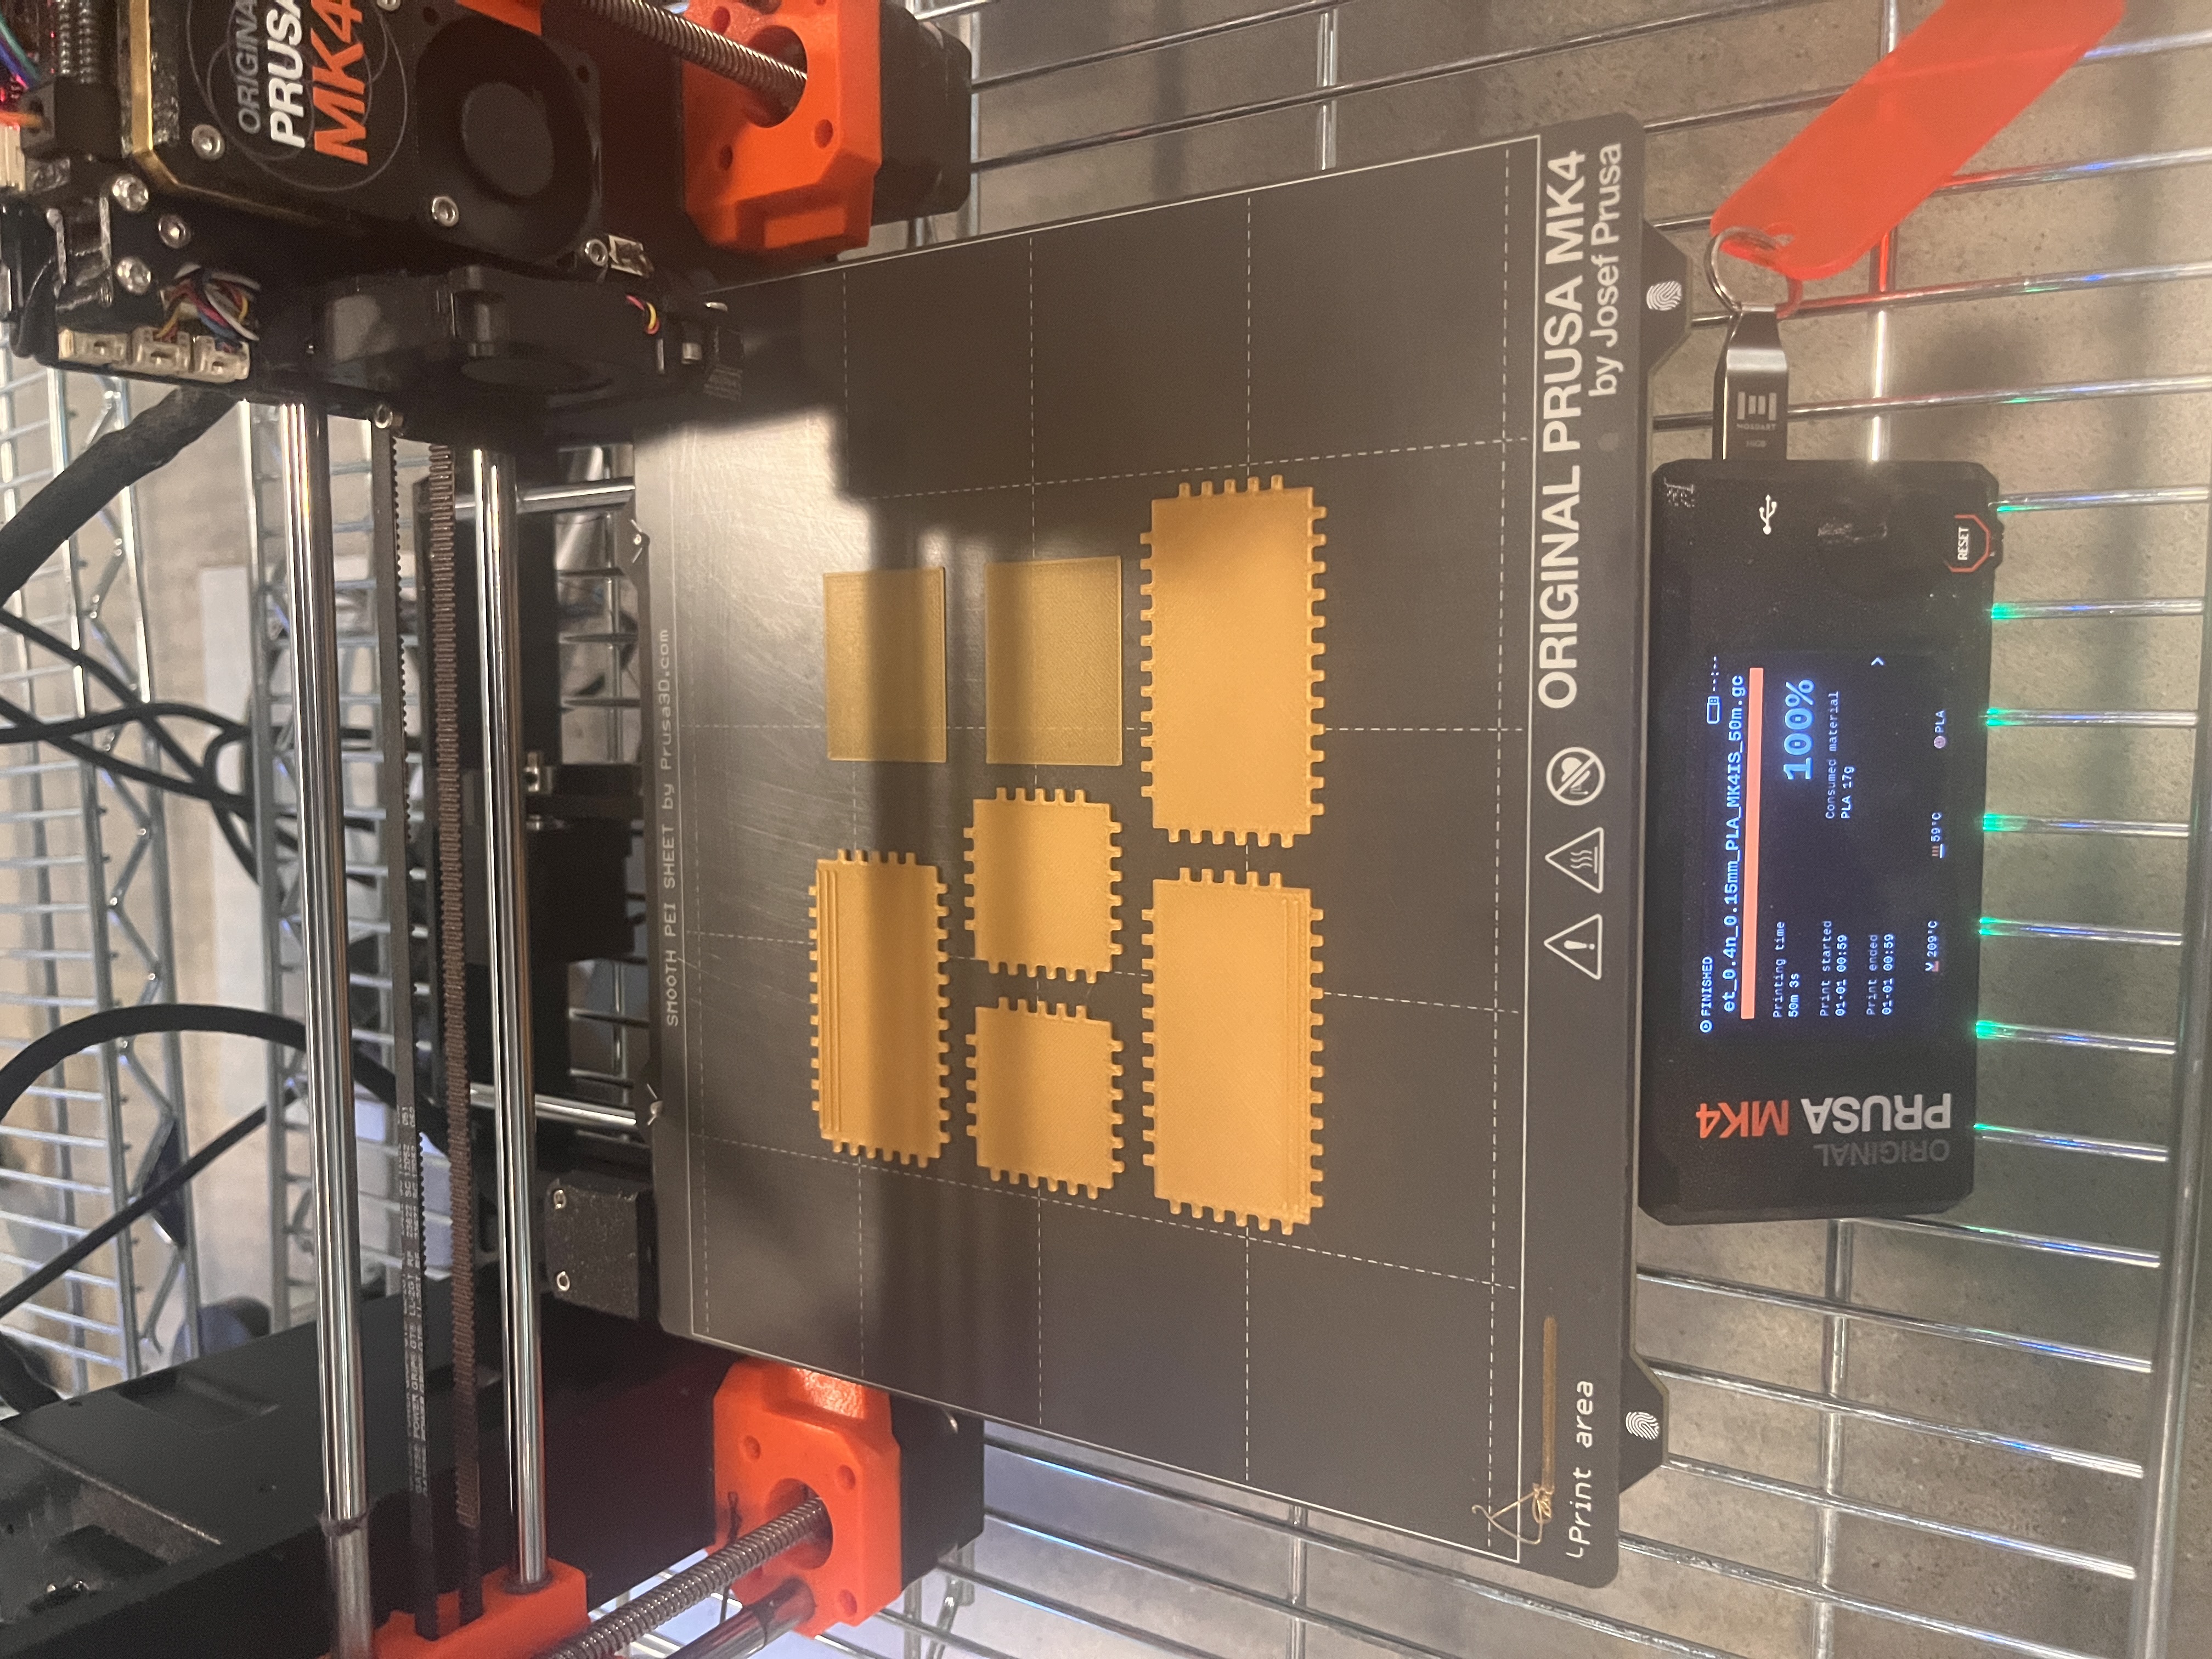 ORIGINAL
PRUSA
MK4
SMOOTH PEI SHEET by Prusa3D.com
Print area
ORIGINAL PRUSA MK4
by Josef Prusa
ORIGINAL
PRUSA MK4
FINISHED
--:--
et_0.4n_0.15mm_PLA_MK4IS_50m.gc
Printing time
50m 3s
100%
Print started
01-01 00:59
Consumed material
PLA 17g
Print ended
01-01 00:59
209°C
59°C
PLA
RESET